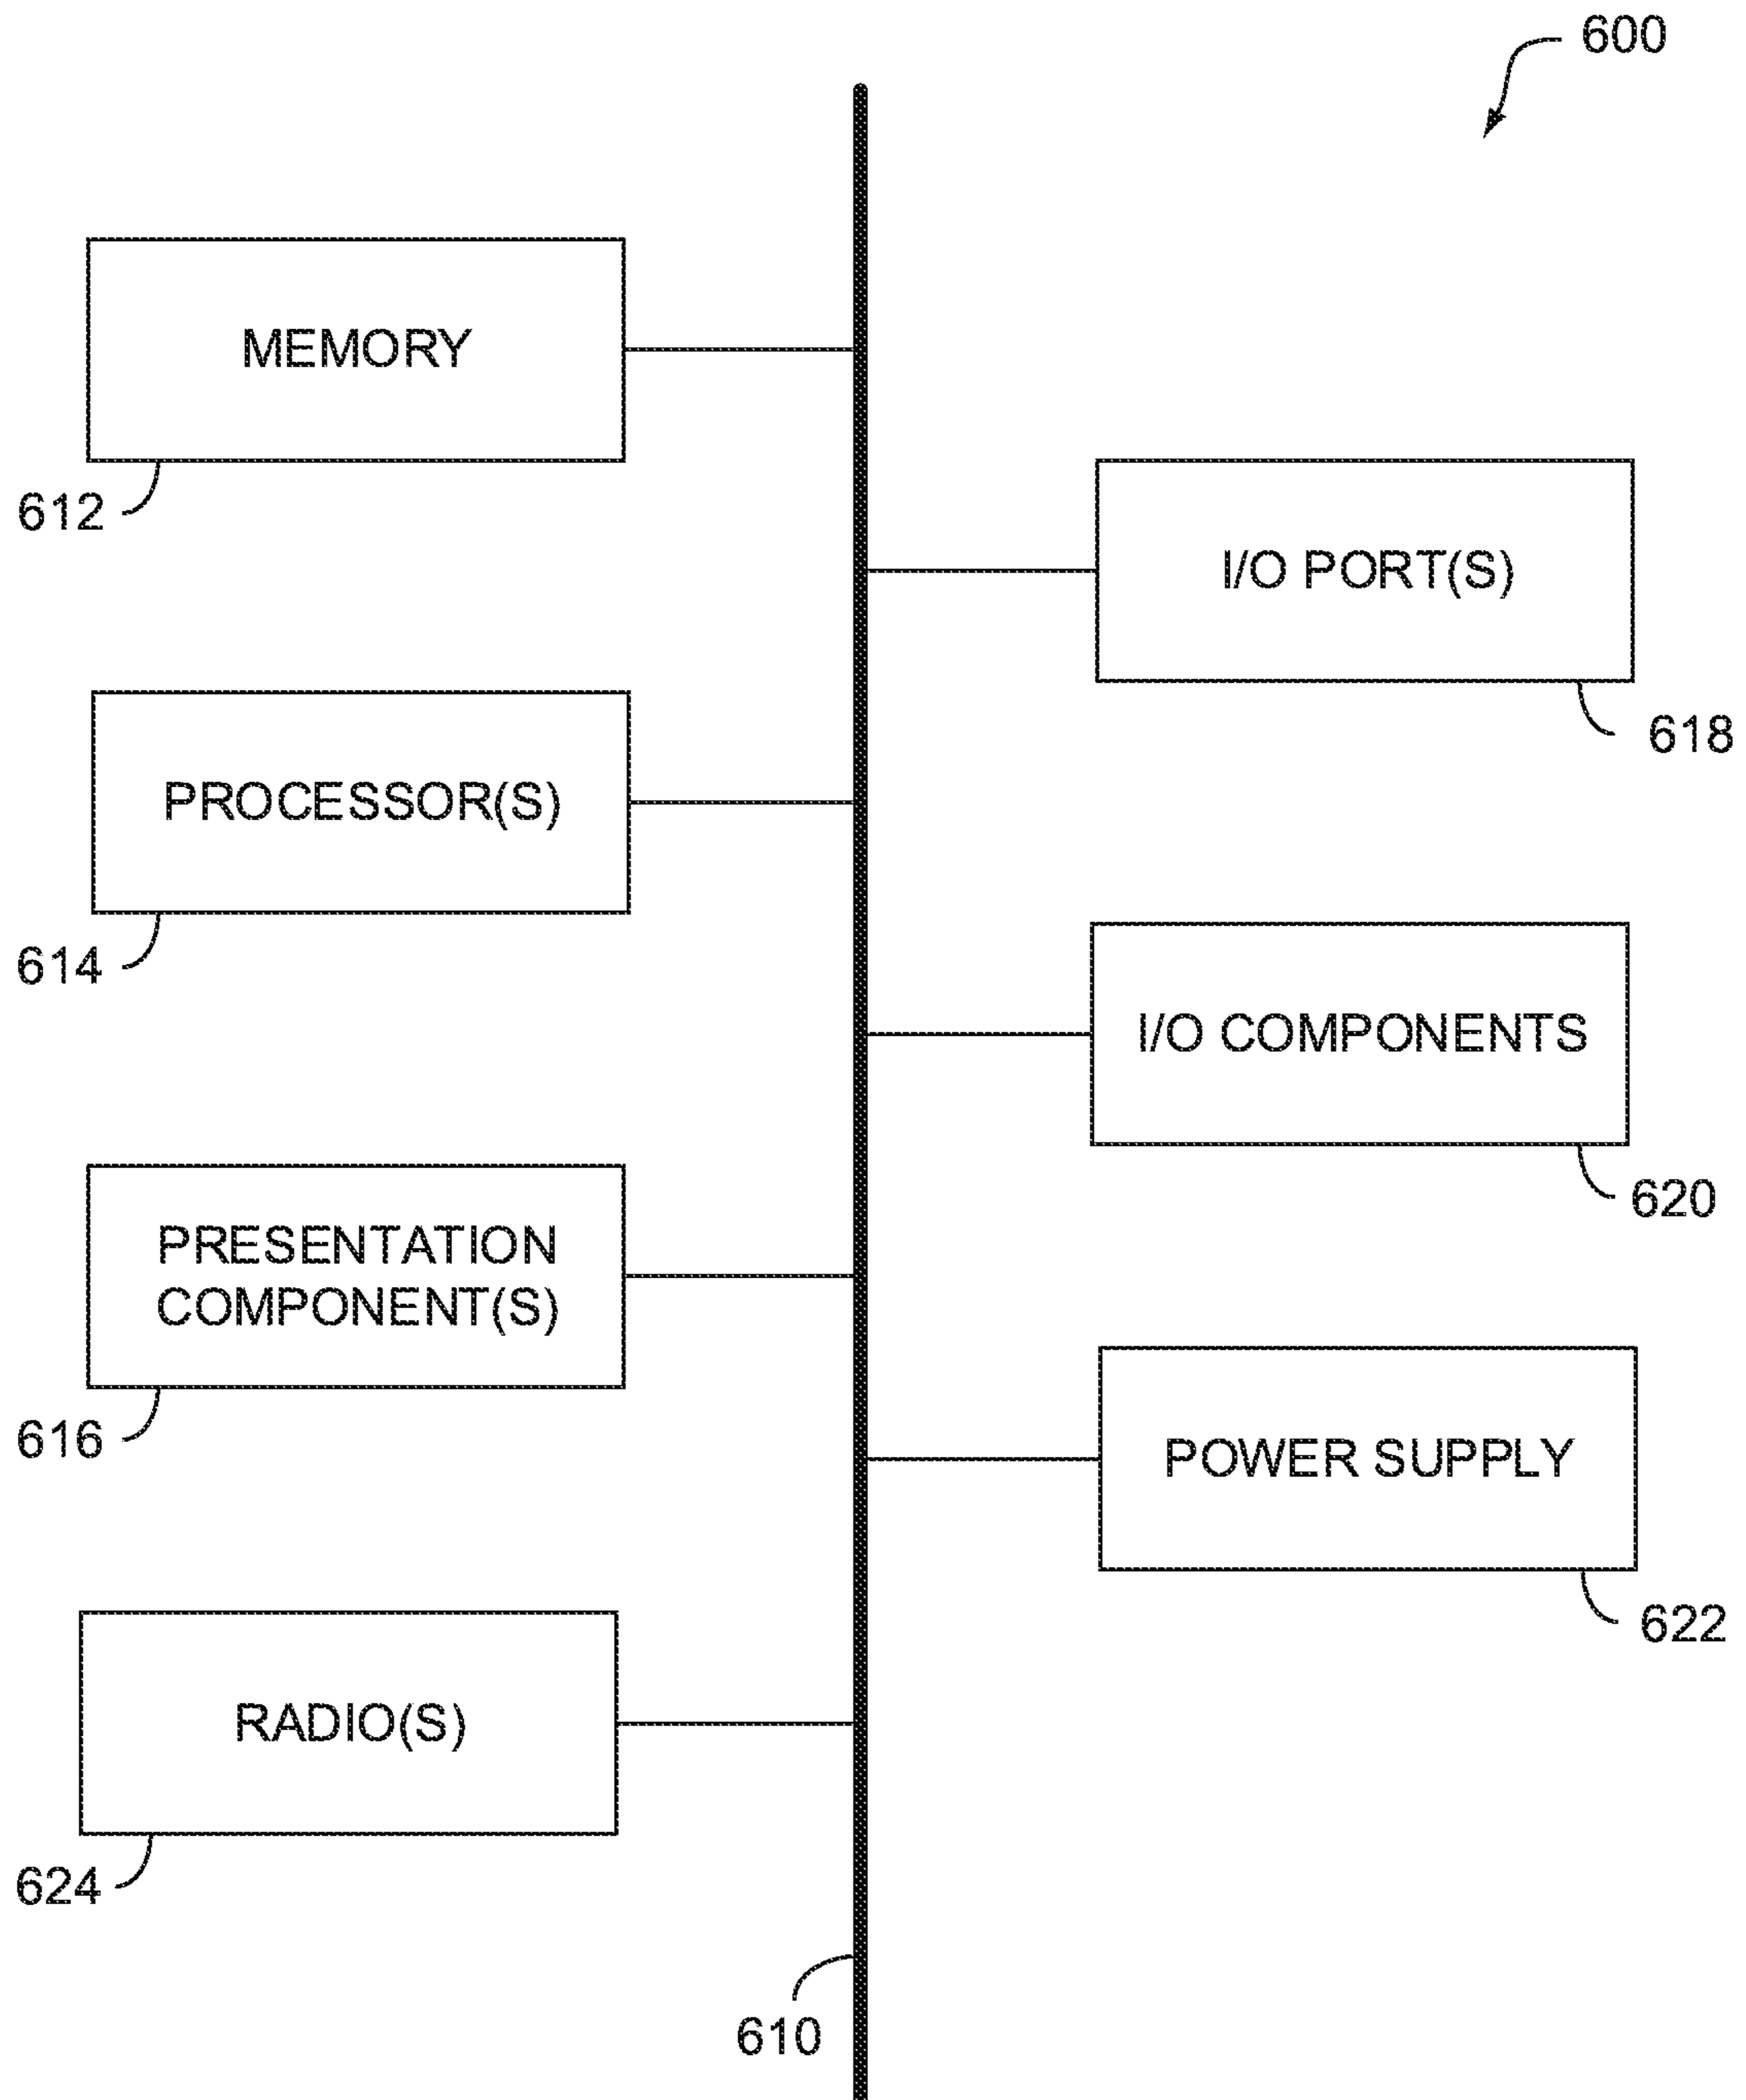 600
MEMORY
612
I/O PORT(S)
618
PROCESSOR(S)
614
I/O COMPONENTS
620
PRESENTATION
COMPONENT(S)
616
POWER SUPPLY
622
RADIO(S)
624
610